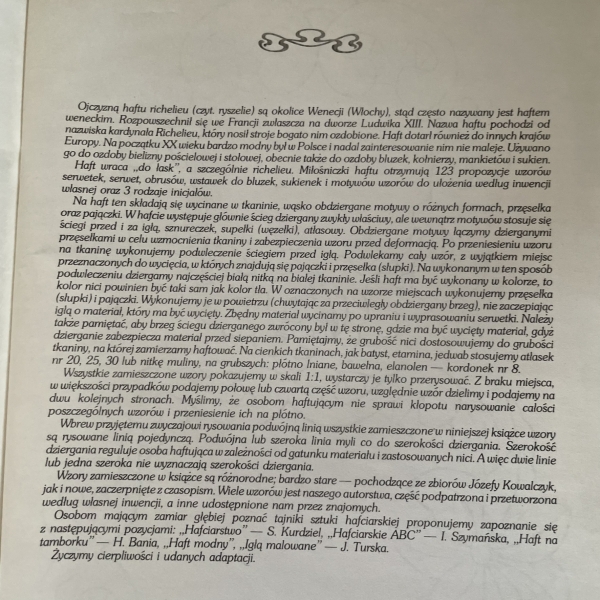 Ojczyzną haftu richelieu (czyt. ryszelie) są okolice Wenecji (Włochy), stąd często nazywany jest haftem
weneckim. Rozpowszechnił się we Francji zwłaszcza na dworze Ludwika XIII. Nazwa haftu pochodzi od
nazwiska kardynała Richelieu, który nosił stroje bogato nim ozdobione. Haft dotarł również do innych krajów
Europy. Na początku XX wieku bardzo modny był w Polsce i nadal zainteresowanie nim nie maleje. Używano
go do ozdoby bielizny pościelowej i stołowej, obecnie także do ozdoby bluzek, kołnierzy, mankietów i sukien.
Haft wraca „do łask", a szczególnie richelieu. Miłośniczki haftu otrzymują 123 propozycje wzorów
serwetek, serwet, obrusów, wstawek do bluzek, sukienek i motywów wzorów do ułożenia według inwencji
własnej oraz 3 rodzaje inicjałów.
Na haft ten składają się wycinane w tkaninie, wąsko obdziergane motywy o różnych formach, przęsełka
oraz pajączki. W hafcie występuje głównie ścieg dziergany zwykły właściwy, ale wewnątrz motywów stosuje się
ściegi przed i za igłą, sznureczek, supełki (węzełki), atłasowy. Obdziergane motywy łączymy dzierganymi
przęsełkami w celu wzmocnienia tkaniny i zabezpieczenia wzoru przed deformacją. Po przeniesieniu wzoru
na tkaninę wykonujemy podwleczenie ściegiem przed igłą. Podwlekamy cały wzór, z wyjątkiem miejsc
przeznaczonych do wycięcia, w których znajdują się pajączki i przęsełka (słupki). Na wykonanym w ten sposób
podwleczeniu dziergamy najczęściej białą nitką na białej tkaninie. Jeśli haft ma być wykonany w kolorze, to
kolor nici powinien być taki sam jak kolor tła. W oznaczonych na wzorze miejscach wykonujemy przęsełka
(słupki) i pajączki. Wykonujemy je w powietrzu (chwytając za przeciwległy obdziergany brzeg), nie zaczepiając
igłą o materiał, który ma być wycięty. Zbędny materiał wycinamy po upraniu i wyprasowaniu serwetki. Należy
także pamiętać, aby brzeg ściegu dzierganego zwrócony był w tę stronę, gdzie ma być wycięty materiał, gdyż
dzierganie zabezpiecza materiał przed siepaniem. Pamiętajmy, że grubość nici dostosowujemy do grubości
tkaniny, na której zamierzamy haftować. Na cienkich tkaninach, jak batyst, etamina, jedwab stosujemy atłasek
nr 20, 25, 30 lub nitkę muliny, na grubszych: płótno lniane, bawełna, elanolen — kordonek nr 8.
Wszystkie zamieszczone wzory pokazujemy w skali 1:1, wystarczy je tylko przerysować. Z braku miejsca,
w większości przypadków podajemy połowę lub czwartą część wzoru, względnie wzór dzielimy i podajemy na
dwu kolejnych stronach. Myślimy, że osobom haftującym nie sprawi kłopotu narysowanie całości
poszczególnych wzorów i przeniesienie ich na płótno.
Wbrew przyjętemu zwyczajowi rysowania podwójną linią wszystkie zamieszczone w niniejszej książce wzory
są rysowane linią pojedynczą. Podwójna lub szeroka linia myli co do szerokości dziergania. Szerokość
dziergania reguluje osoba haftująca w zależności od gatunku materiału i zastosowanych nici. A więc dwie linie
lub jedna szeroka nie wyznaczają szerokości dziergania.
Wzory zamieszczone w książce są różnorodne; bardzo stare — pochodzące ze zbiorów Józefy Kowalczyk,
jak i nowe, zaczerpnięte z czasopism. Wiele wzorów jest naszego autorstwa, część podpatrzona i przetworzona
według własnej inwencji, a inne udostępnione nam przez znajomych.
Osobom mającym zamiar głębiej poznać tajniki sztuki hafciarskiej proponujemy zapoznanie się
z następującymi pozycjami: „Hafciarstwo" — S. Kurdziel, „Hafciarskie ABC" — I. Szymańska, „Haft na
tamborku" — H. Bania, „Haft modny", „Igłą malowane" — J. Turska.
Życzymy cierpliwości i udanych adaptacji.